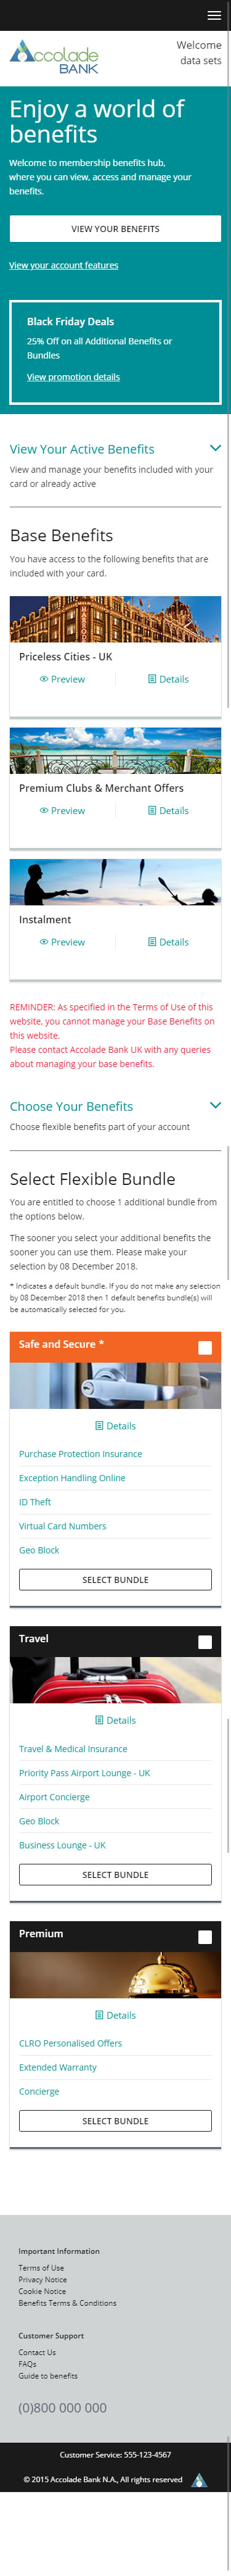 Accolade
BANK
Welcome
data sets
Enjoy a world of
benefits
Welcome to membership benefits hub,
where you can view, access and manage your
benefits.
VIEW YOUR BENEFITS
View your account features
Black Friday Deals
25% Off on all Additional Benefits or
Bundles
View promotion details
View Your Active Benefits
View and manage your benefits included with your
card or already active
Base Benefits
You have access to the following benefits that are
included with your card.
Priceless Cities - UK
Preview Details
Premium Clubs & Merchant Offers
Preview Details
Instalment
Preview Details
REMINDER: As specified in the Terms of Use of this
website, you cannot manage your Base Benefits on
this website.
Please contact Accolade Bank UK with any queries
about managing your base benefits.
Choose Your Benefits
Choose flexible benefits part of your account
Select Flexible Bundle
You are entitled to choose 1 additional bundle from
the options below.
The sooner you select your additional benefits the
sooner you can use them. Please make your
selection by 08 December 2018.
* Indicates a default bundle. If you do not make any selection
by 08 December 2018 then 1 default benefits bundle(s) will
be automatically selected for you.
Safe and Secure *
Details
Purchase Protection Insurance
Exception Handling Online
ID Theft
Virtual Card Numbers
Geo Block
SELECT BUNDLE
Travel
Details
Travel & Medical Insurance
Priority Pass Airport Lounge - UK
Airport Concierge
Geo Block
Business Lounge - UK
SELECT BUNDLE
Premium
Details
CLRO Personalised Offers
Extended Warranty
Concierge
SELECT BUNDLE
Important Information
Terms of Use
Privacy Notice
Cookie Notice
Benefits Terms & Conditions
Customer Support
Contact Us
FAQs
Guide to benefits
(0)800 000 000
Customer Service: 555-123-4567
© 2015 Accolade Bank N.A., All rights reserved